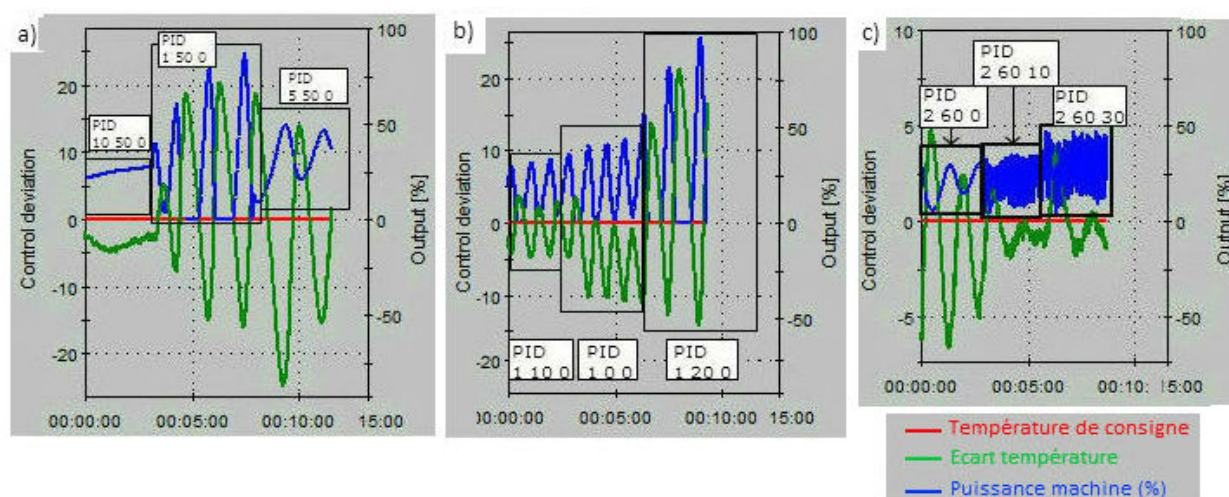 a)
PID
1 50 0
PID
5 50 0
PID
10 50 0
Control deviation
20
10
0
-10
-20
100
50
0
-50
Output [%]
00:00:00 00:05:00 00:10:00 15:00
b)
Control deviation
20
10
0
-10
-20
100
50
0
-50
Output [%]
PID
1 10 0
PID
1 0 0
PID
1 20 0
:00:00 00:05:00 00:10:00 15:00
c)
PID
2 60 10
PID
2 60 0
PID
2 60 30
Control deviation
10
5
0
-5
100
50
0
-50
Output [%]
00:00:00 00:05:00 00:10: 15:00
Température de consigne
Ecart température
Puissance machine (%)